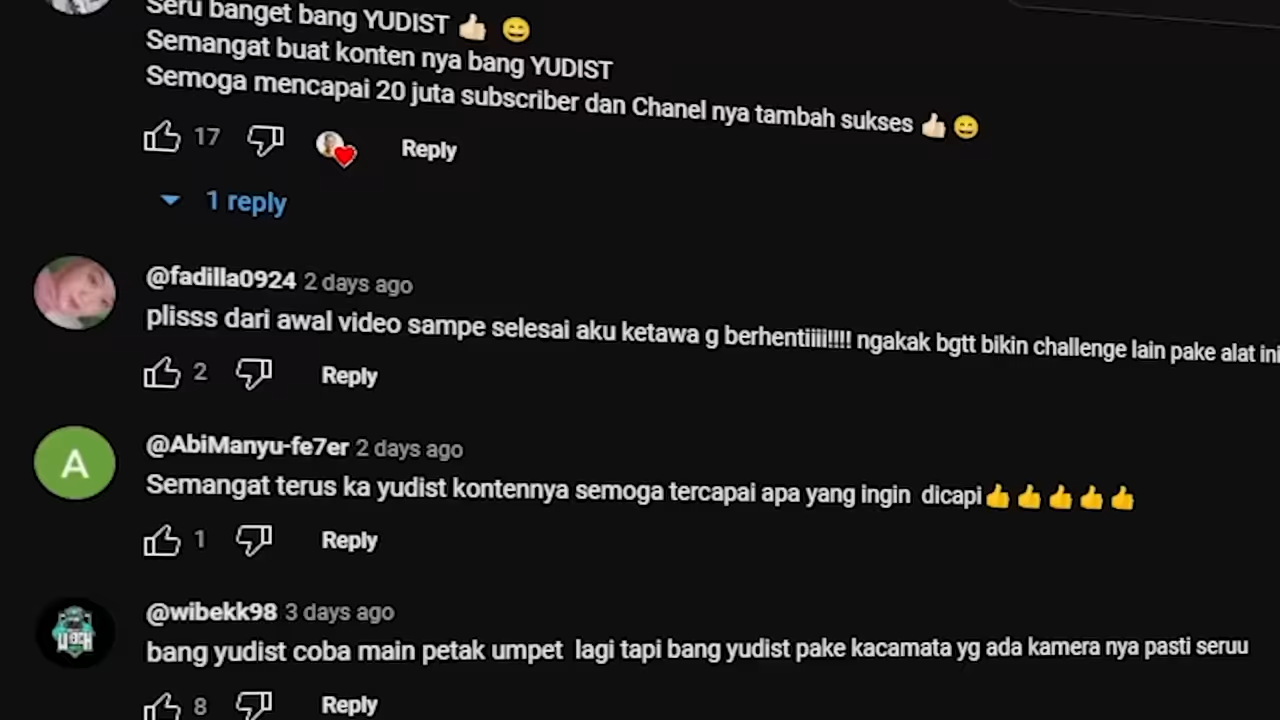 Seru banget bang YUDIST 👍🏻 😄
Semangat buat konten nya bang YUDIST
Semoga mencapai 20 juta subscriber dan Chanel nya tambah sukses 👍🏻 😄
17 Reply
1 reply
@fadilla0924 2 days ago
plisss dari awal video sampe selesai aku ketawa g berhentiiii!!!! ngakak bgtt bikin challenge lain pake alat ini
2 Reply
A
@AbiManyu-fe7er 2 days ago
Semangat terus ka yudist kontennya semoga tercapai apa yang ingin dicapi👍👍👍👍👍
1 Reply
@wibekk98 3 days ago
bang yudist coba main petak umpet lagi tapi bang yudist pake kacamata yg ada kamera nya pasti seruu
8 Reply